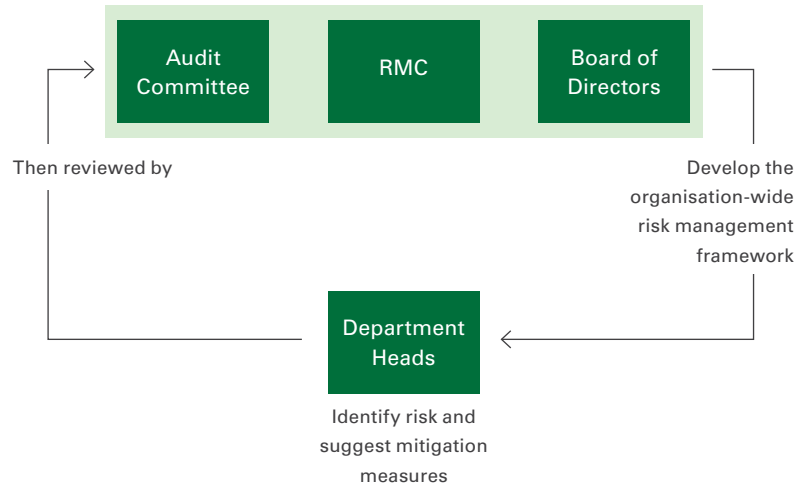 Audit
Committee
RMC
Board of
Directors
Then reviewed by
Develop the
organisation-wide
risk management
framework
Department
Heads
Identify risk and
suggest mitigation
measures